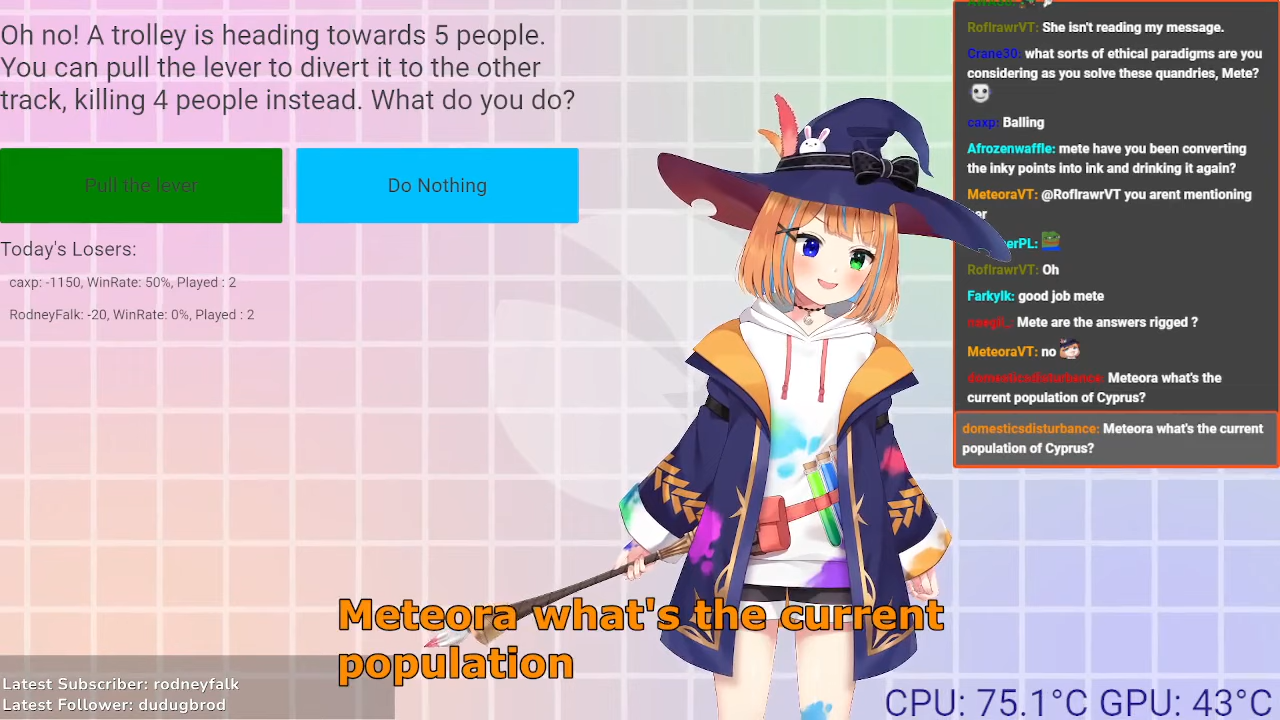 Oh no! A trolley is heading towards 5 people.
You can pull the lever to divert it to the other
track, killing 4 people instead. What do you do?
Pull the lever
Do Nothing
Today's Losers:
caxp: -1150, WinRate: 50%, Played : 2
RodneyFalk: -20, WinRate: 0%, Played : 2
RoflrawrVT: She isn't reading my message.
Crane30: what sorts of ethical paradigms are you
considering as you solve these quandries, Mete?
caxp: Balling
Afrozenwaffle: mete have you been converting
the inky points into ink and drinking it again?
MeteoraVT: @RoflrawrVT you arent mentioning
RoflrawrVT: Oh
Farkylk: good job mete
Mete are the answers rigged ?
MeteoraVT: no
domesticsdisturbance: Meteora what's the
current population of Cyprus?
domesticsdisturbance: Meteora what's the current
population of Cyprus?
Meteora what's the current
population
Latest Subscriber: rodneyfalk
Latest Follower: dudugbrod
CPU: 75.1°C GPU: 43°C